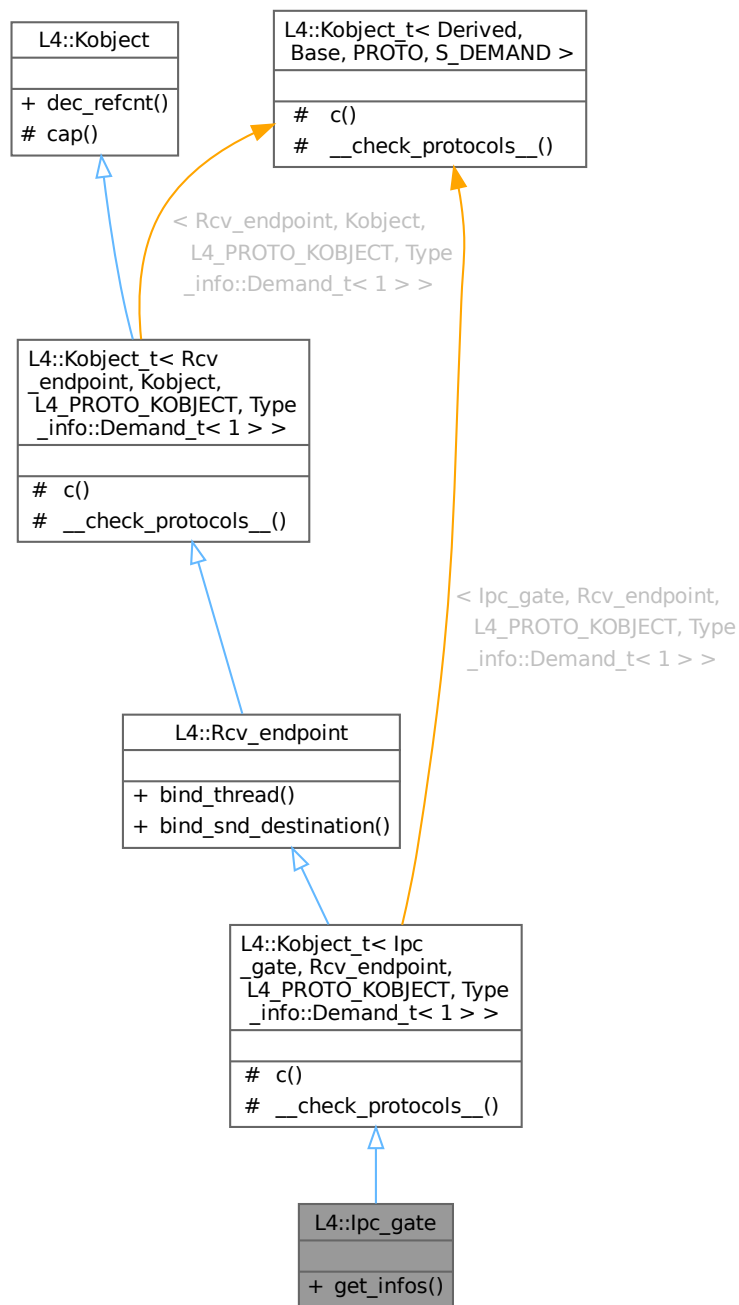 L4::Kobject
+ dec_refcnt()
# cap()
L4::Kobject_t< Derived,
Base, PROTO, S_DEMAND >
# c()
# __check_protocols__()
< Rcv_endpoint, Kobject,
L4_PROTO_KOBJECT, Type
_info::Demand_t< 1 > >
L4::Kobject_t< Rcv
_endpoint, Kobject,
L4_PROTO_KOBJECT, Type
_info::Demand_t< 1 > >
# c()
# __check_protocols__()
< Ipc_gate, Rcv_endpoint,
L4_PROTO_KOBJECT, Type
_info::Demand_t< 1 > >
L4::Rcv_endpoint
+ bind_thread()
+ bind_snd_destination()
L4::Kobject_t< Ipc
_gate, Rcv_endpoint,
L4_PROTO_KOBJECT, Type
_info::Demand_t< 1 > >
# c()
# __check_protocols__()
L4::Ipc_gate
+ get_infos()